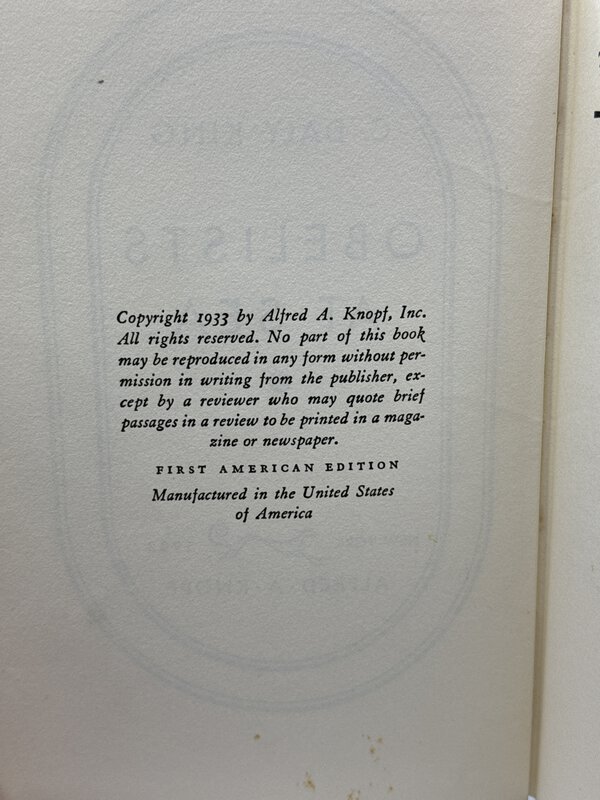 Copyright 1933 by Alfred A. Knopf, Inc.
All rights reserved. No part of this book
may be reproduced in any form without per-
mission in writing from the publisher, ex-
cept by a reviewer who may quote brief
passages in a review to be printed in a maga-
zine or newspaper.
FIRST AMERICAN EDITION
Manufactured in the United States
of America